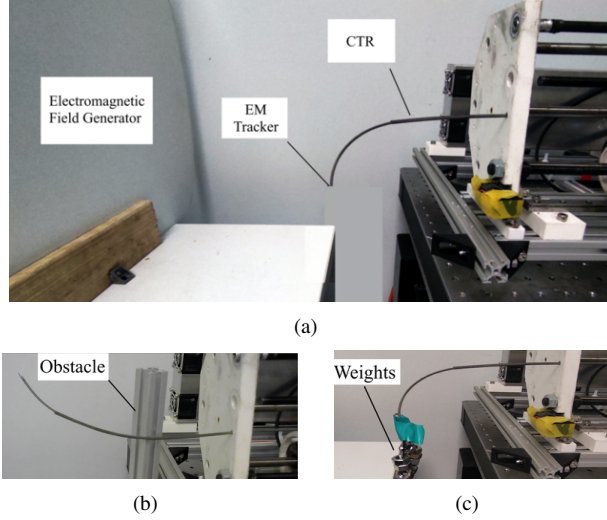 CTR
Electromagnetic
Field Generator
EM
Tracker
(a)
Obstacle
Weights
(b)
(c)